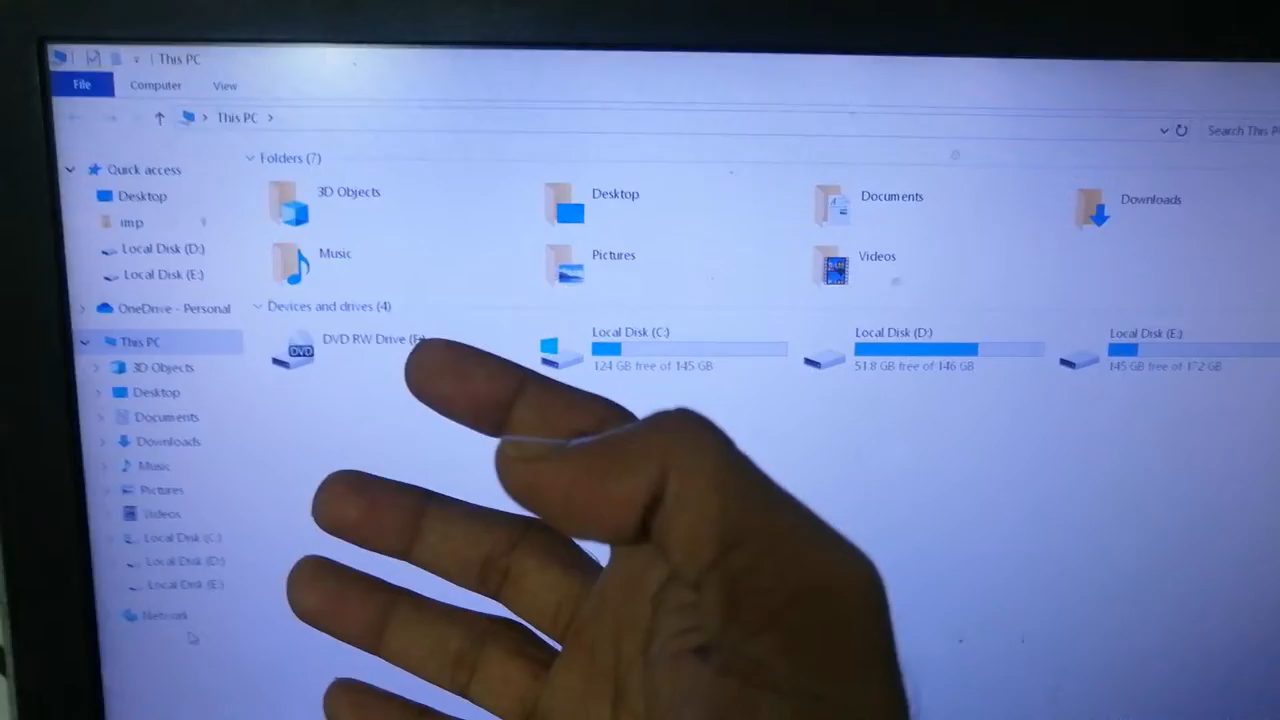 This PC
File Computer View
This PC
Search This
Quick access
Desktop
imp
Local Disk (D:)
Local Disk (E:)
OneDrive - Personal
This PC
3D Objects
Desktop
Documents
Downloads
Music
Pictures
Videos
Local Disk (C:)
Local Disk (D:)
Local Disk (E:)
Network
Folders (7)
3D Objects
Desktop
Documents
Downloads
Music
Pictures
Videos
Devices and drives (4)
DVD RW Drive
DVD
Local Disk (C:)
124 GB free of 145 GB
Local Disk (D:)
51.8 GB free of 146 GB
Local Disk (E:)
145 GB free of 172 GB